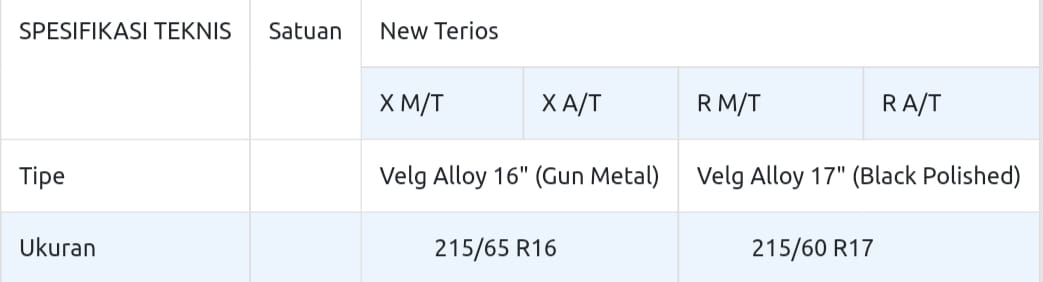 SPESIFIKASI TEKNIS Satuan New Terios
X M/T X A/T R M/T R A/T
Tipe Velg Alloy 16" (Gun Metal) Velg Alloy 17" (Black Polished)
Ukuran 215/65 R16 215/60 R17